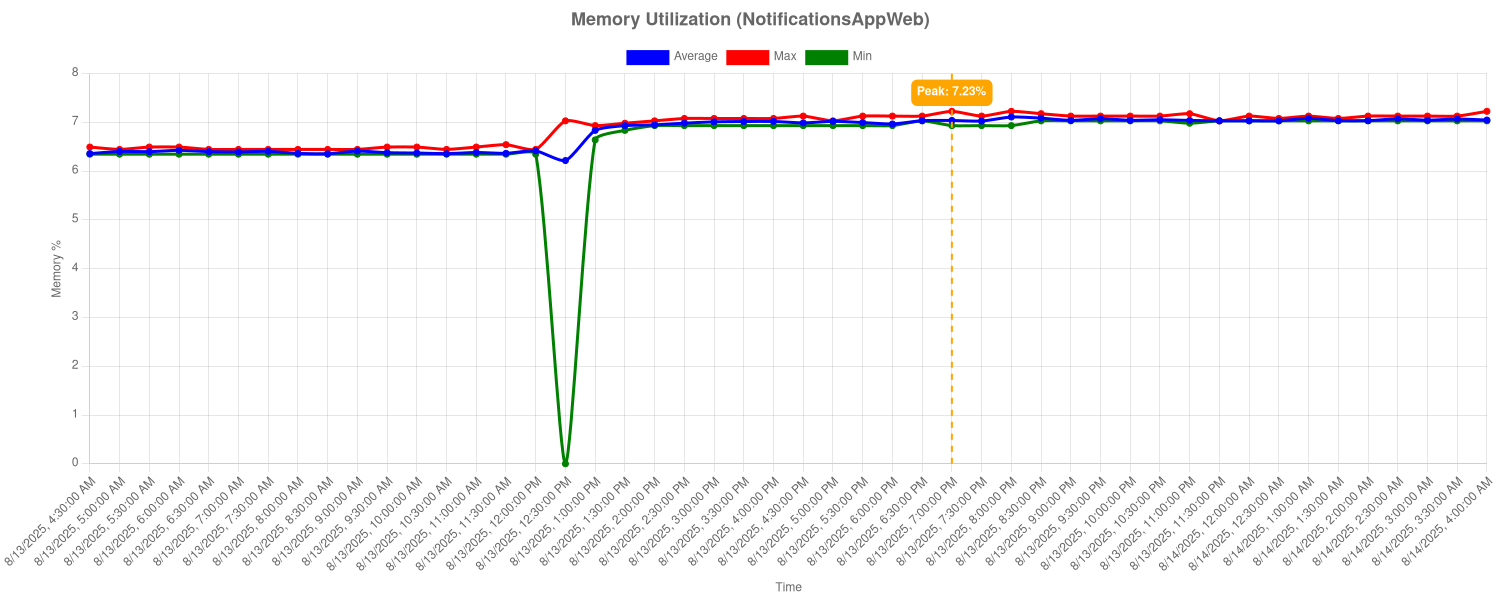 Memory Utilization (NotificationsAppWeb)
Average Max Min
Peak: 7.23%
Memory %
8
7
6
5
4
3
2
1
0
8/13/2025, 4:30:00 AM
8/13/2025, 5:00:00 AM
8/13/2025, 5:30:00 AM
8/13/2025, 6:00:00 AM
8/13/2025, 6:30:00 AM
8/13/2025, 7:00:00 AM
8/13/2025, 7:30:00 AM
8/13/2025, 8:00:00 AM
8/13/2025, 8:30:00 AM
8/13/2025, 9:00:00 AM
8/13/2025, 9:30:00 AM
8/13/2025, 10:00:00 AM
8/13/2025, 10:30:00 AM
8/13/2025, 11:00:00 AM
8/13/2025, 11:30:00 AM
8/13/2025, 12:00:00 PM
8/13/2025, 12:30:00 PM
8/13/2025, 1:00:00 PM
8/13/2025, 1:30:00 PM
8/13/2025, 2:00:00 PM
8/13/2025, 2:30:00 PM
8/13/2025, 3:00:00 PM
8/13/2025, 3:30:00 PM
8/13/2025, 4:00:00 PM
8/13/2025, 4:30:00 PM
8/13/2025, 5:00:00 PM
8/13/2025, 5:30:00 PM
8/13/2025, 6:00:00 PM
8/13/2025, 6:30:00 PM
8/13/2025, 7:00:00 PM
8/13/2025, 7:30:00 PM
8/13/2025, 8:00:00 PM
8/13/2025, 8:30:00 PM
8/13/2025, 9:00:00 PM
8/13/2025, 9:30:00 PM
8/13/2025, 10:00:00 PM
8/13/2025, 10:30:00 PM
8/13/2025, 11:00:00 PM
8/13/2025, 11:30:00 PM
8/14/2025, 12:00:00 AM
8/14/2025, 12:30:00 AM
8/14/2025, 1:00:00 AM
8/14/2025, 1:30:00 AM
8/14/2025, 2:00:00 AM
8/14/2025, 2:30:00 AM
8/14/2025, 3:00:00 AM
8/14/2025, 3:30:00 AM
8/14/2025, 4:00:00 AM
Time